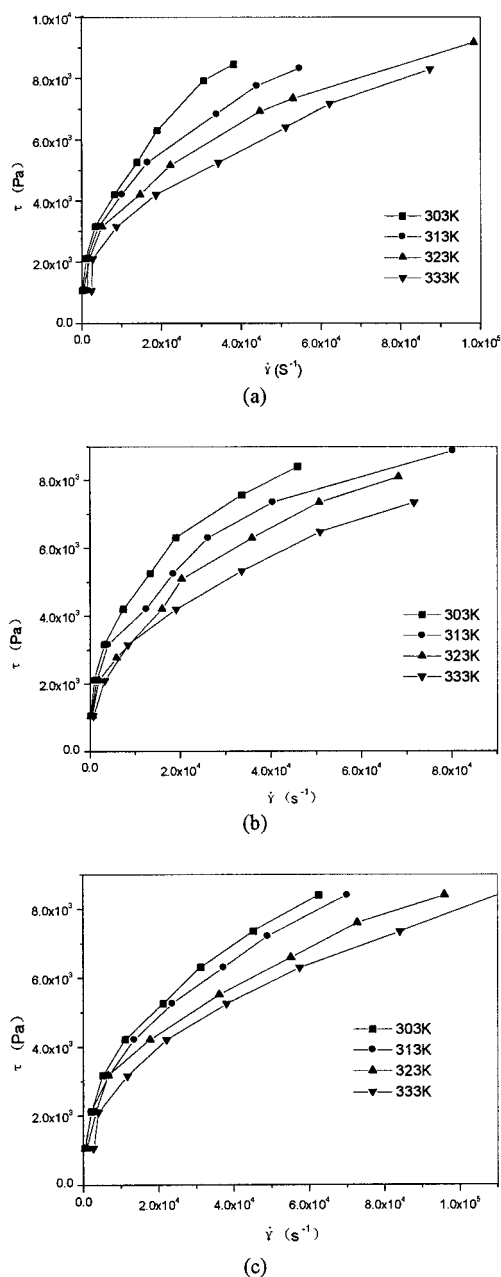 1.0x10⁴
8.0x10³
6.0x10³
4.0x10³
2.0x10³
0.0
τ (Pa)
303K
313K
323K
333K
0.0 2.0x10⁴ 4.0x10⁴ 6.0x10⁴ 8.0x10⁴ 1.0x10⁵
γ̇ (S⁻¹)
(a)
8.0x10³
6.0x10³
4.0x10³
2.0x10³
0.0
τ (Pa)
303K
313K
323K
333K
0.0 2.0x10⁴ 4.0x10⁴ 6.0x10⁴ 8.0x10⁴
γ̇ (s⁻¹)
(b)
8.0x10³
6.0x10³
4.0x10³
2.0x10³
0.0
τ (Pa)
303K
313K
323K
333K
0.0 2.0x10⁴ 4.0x10⁴ 6.0x10⁴ 8.0x10⁴ 1.0x10⁵
γ̇ (s⁻¹)
(c)